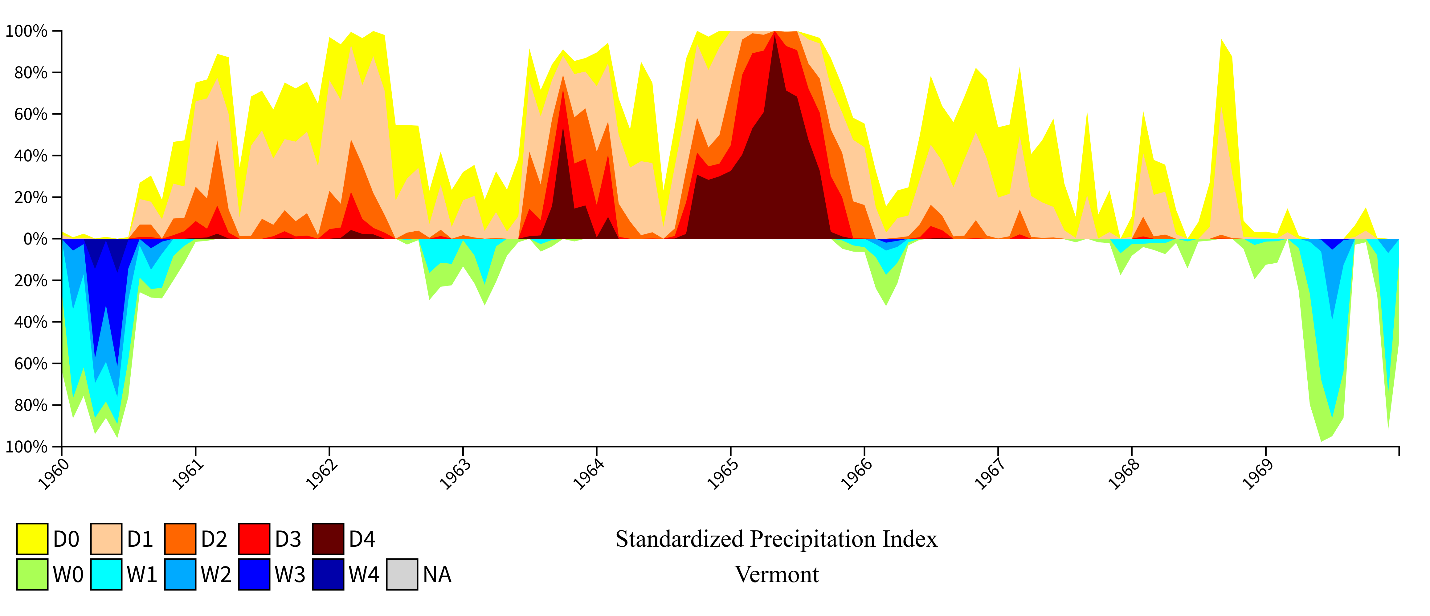 100%
80%
60%
40%
20%
0%
20%
40%
60%
80%
100%
1960 1961 1962 1963 1964 1965 1966 1967 1968 1969
D0 D1 D2 D3 D4
W0 W1 W2 W3 W4 NA
Standardized Precipitation Index
Vermont